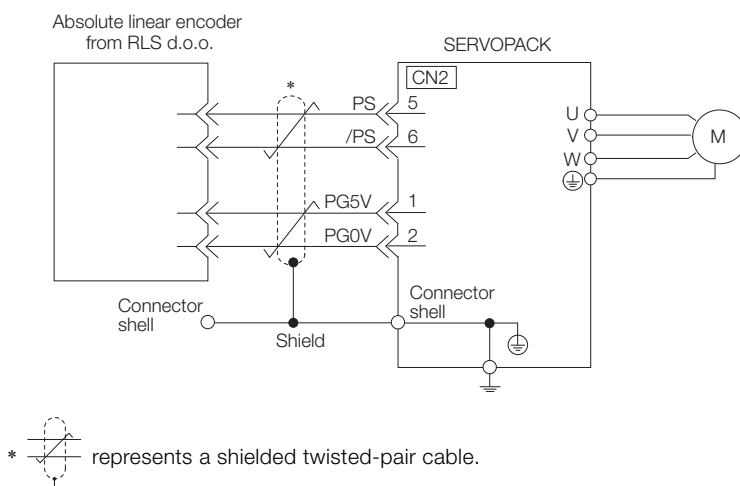 Absolute linear encoder
from RLS d.o.o.
SERVOPACK
CN2
*
PS 5
/PS 6
PG5V 1
PG0V 2
U
V
W
M
Connector
shell
Shield
Connector
shell
* represents a shielded twisted-pair cable.